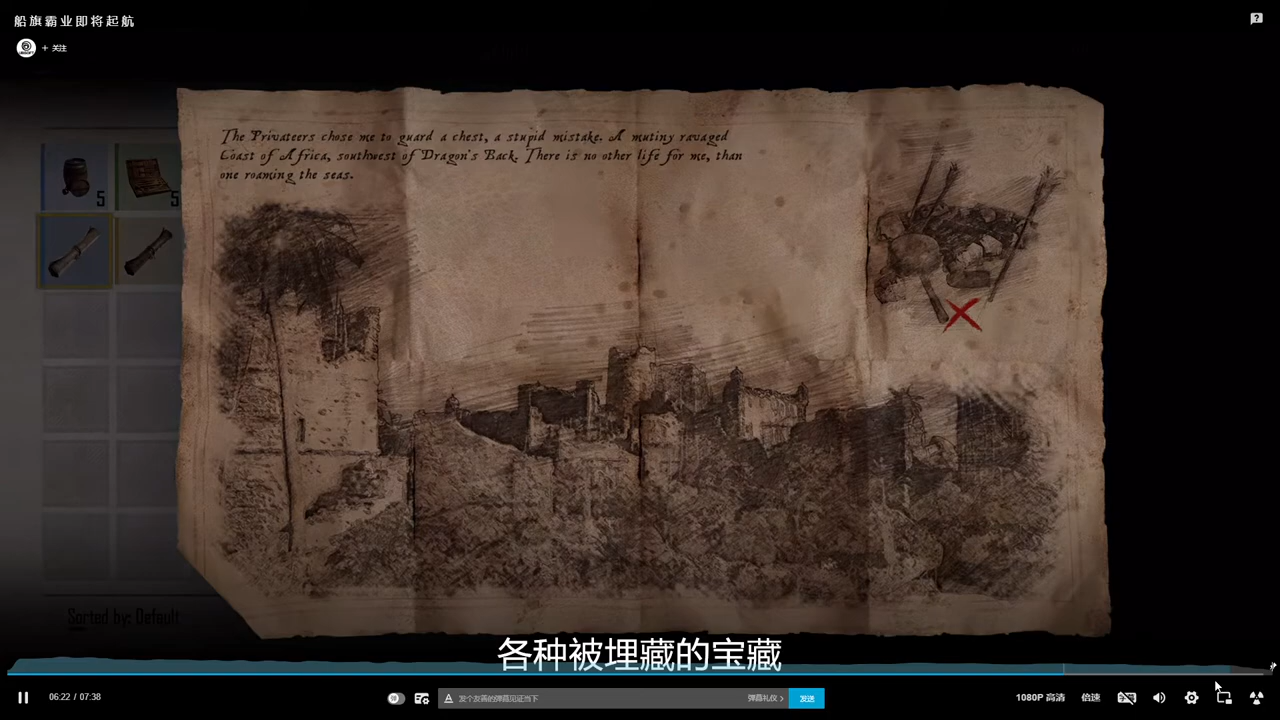 船旗霸业即将起航
+ 关注
The Privateers chose me to guard a chest, a stupid mistake. A mutiny ravaged
Coast of Africa, southwest of Dragon's Back. There is no other life for me, than
one roaming the seas.
5
5
Sorted by: Default
各种被埋藏的宝藏
06:22 / 07:38
发个友善的弹幕见证当下
弹幕礼仪 >
发送
1080P 高清
倍速